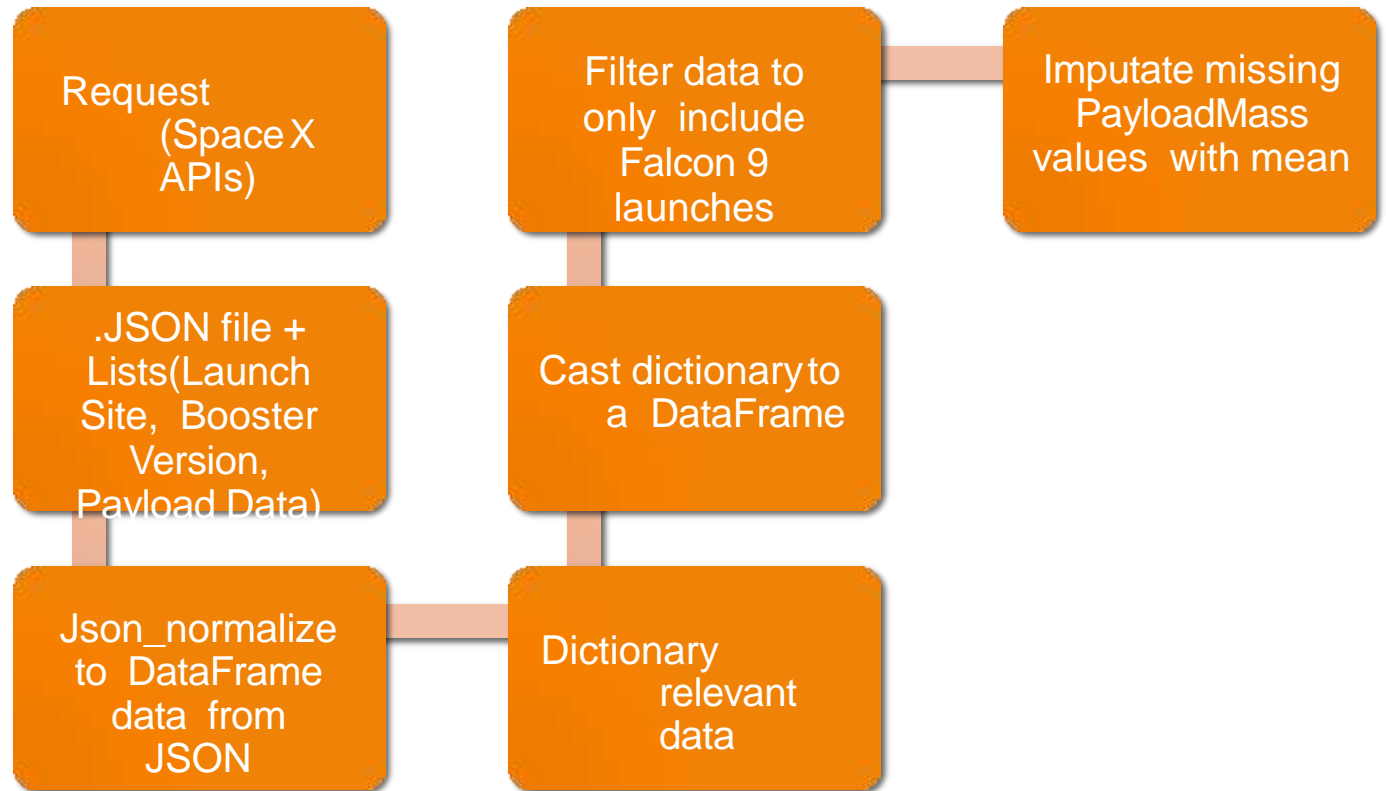 Request
(Space X
APIs)
.JSON file +
Lists(Launch
Site, Booster
Version,
Payload Data)
Json_normalize
to DataFrame
data from
JSON
Dictionary
relevant
data
Cast dictionary to
a DataFrame
Filter data to
only include
Falcon 9
launches
Imputate missing
PayloadMass
values with mean